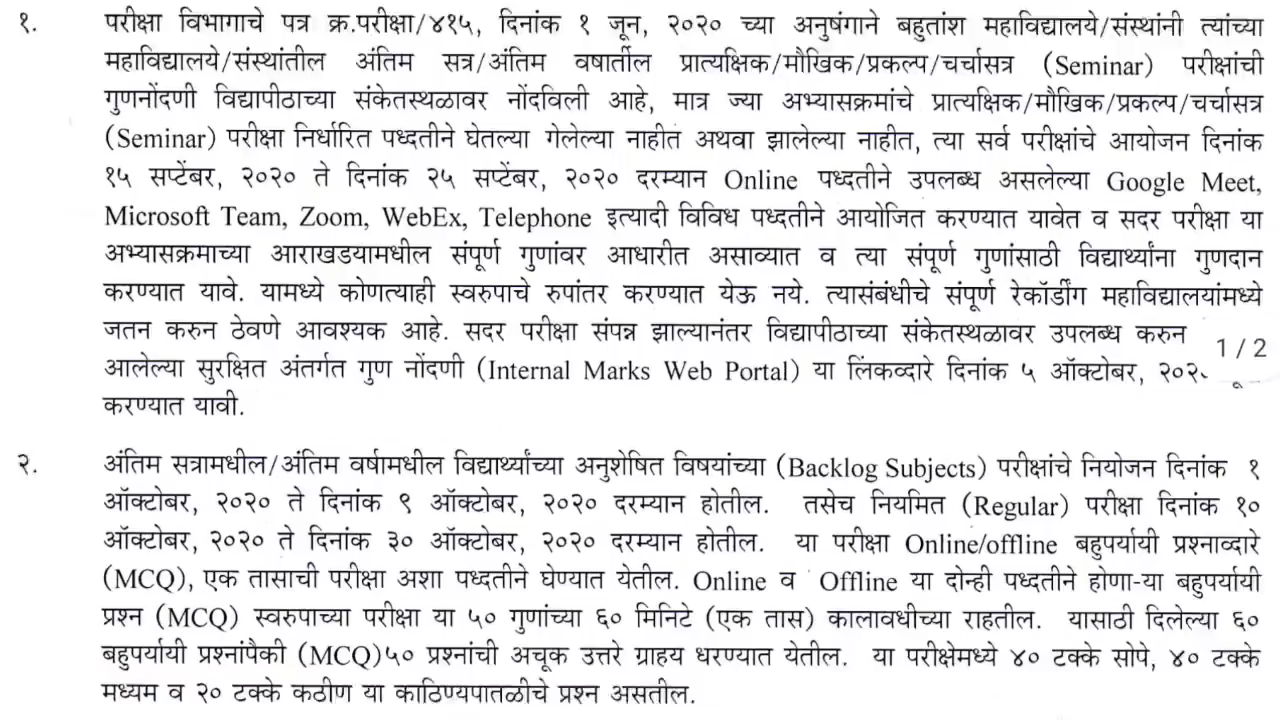 १. परीक्षा विभागाचे पत्र क्र.परीक्षा/४१५, दिनांक १ जून, २०२० च्या अनुषंगाने बहुतांश महाविद्यालये/संस्थांनी त्यांच्या
महाविद्यालये/संस्थांतील अंतिम सत्र/अंतिम वर्षातील प्रात्यक्षिक/मौखिक/प्रकल्प/चर्चासत्र (Seminar) परीक्षांची
गुणनोंदणी विद्यापीठाच्या संकेतस्थळावर नोंदविली आहे, मात्र ज्या अभ्यासक्रमांचे प्रात्यक्षिक/मौखिक/प्रकल्प/चर्चासत्र
(Seminar) परीक्षा निर्धारित पध्दतीने घेतल्या गेलेल्या नाहीत अथवा झालेल्या नाहीत, त्या सर्व परीक्षांचे आयोजन दिनांक
१५ सप्टेंबर, २०२० ते दिनांक २५ सप्टेंबर, २०२० दरम्यान Online पध्दतीने उपलब्ध असलेल्या Google Meet,
Microsoft Team, Zoom, WebEx, Telephone इत्यादी विविध पध्दतीने आयोजित करण्यात यावेत व सदर परीक्षा या
अभ्यासक्रमाच्या आराखडयामधील संपूर्ण गुणांवर आधारीत असाव्यात व त्या संपूर्ण गुणांसाठी विद्यार्थ्यांना गुणदान
करण्यात यावे. यामध्ये कोणत्याही स्वरुपाचे रुपांतर करण्यात येऊ नये. त्यासंबंधीचे संपूर्ण रेकॉर्डींग महाविद्यालयांमध्ये
जतन करुन ठेवणे आवश्यक आहे. सदर परीक्षा संपन्न झाल्यानंतर विद्यापीठाच्या संकेतस्थळावर उपलब्ध करुन
1 / 2
आलेल्या सुरक्षित अंतर्गत गुण नोंदणी (Internal Marks Web Portal) या लिंकव्दारे दिनांक ५ ऑक्टोबर,
करण्यात यावी.
२. अंतिम सत्रामधील/अंतिम वर्षामधील विद्यार्थ्यांच्या अनुशेषित विषयांच्या (Backlog Subjects) परीक्षांचे नियोजन दिनांक १
ऑक्टोबर, २०२० ते दिनांक ९ ऑक्टोबर, २०२० दरम्यान होतील. तसेच नियमित (Regular) परीक्षा दिनांक १०
ऑक्टोबर, २०२० ते दिनांक ३० ऑक्टोबर, २०२० दरम्यान होतील. या परीक्षा Online/offline बहुपर्यायी प्रश्नाव्दारे
(MCQ), एक तासाची परीक्षा अशा पध्दतीने घेण्यात येतील. Online व Offline या दोन्ही पध्दतीने होणा-या बहुपर्यायी
प्रश्न (MCQ) स्वरुपाच्या परीक्षा या ५० गुणांच्या ६० मिनिटे (एक तास) कालावधीच्या राहतील. यासाठी दिलेल्या ६०
बहुपर्यायी प्रश्नांपैकी (MCQ)५० प्रश्नांची अचूक उत्तरे ग्राहय धरण्यात येतील. या परीक्षेमध्ये ४० टक्के सोपे, ४० टक्के
मध्यम व २० टक्के कठीण या काठिण्यपातळीचे प्रश्न असतील.